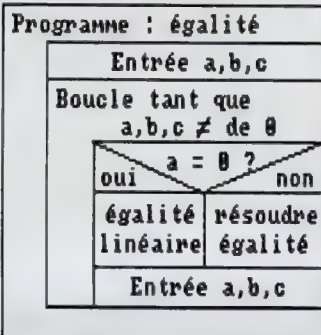 Programme : égalité
Entrée a,b,c
Boucle tant que
a,b,c ≠ de 0
a = 0 ?
oui non
égalité résoudre
linéaire égalité
Entrée a,b,c